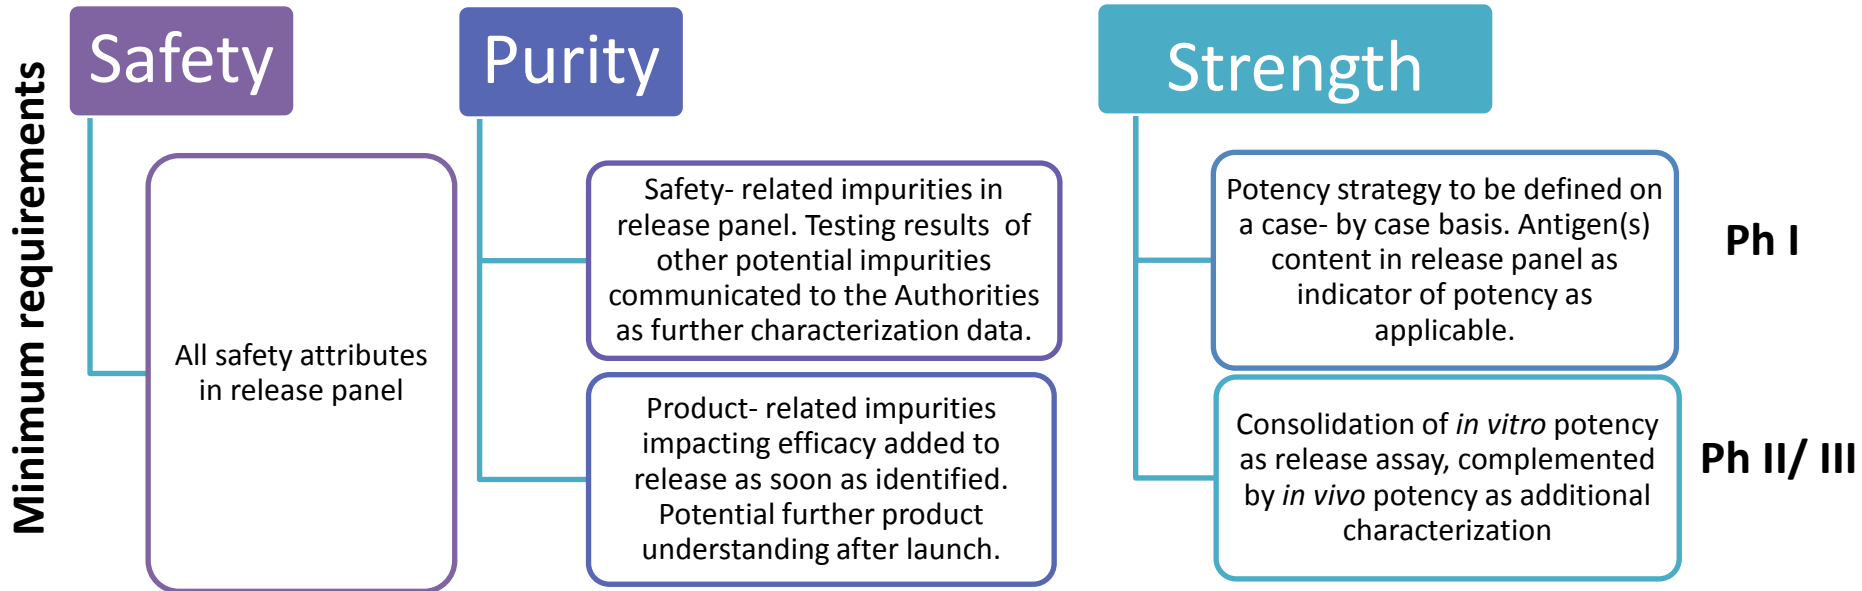 Minimum requirements
Safety
All safety attributes
in release panel
Purity
Safety- related impurities in
release panel. Testing results of
other potential impurities
communicated to the Authorities
as further characterization data.
Product- related impurities
impacting efficacy added to
release as soon as identified.
Potential further product
understanding after launch.
Strength
Potency strategy to be defined on
a case- by case basis. Antigen(s)
content in release panel as
indicator of potency as
applicable.
Ph I
Consolidation of in vitro potency
as release assay, complemented
by in vivo potency as additional
characterization
Ph II/ III